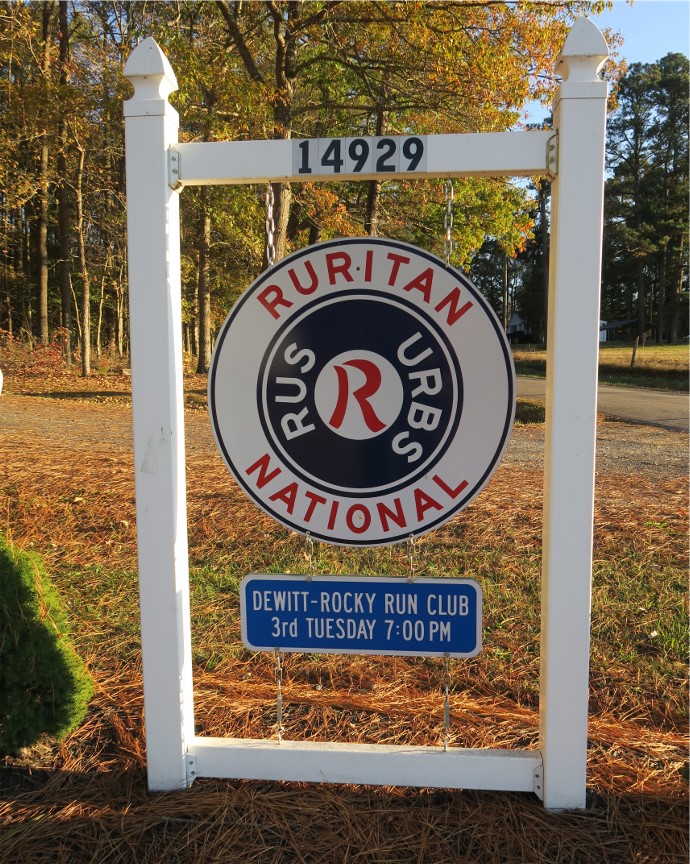 14929
RURITAN
RUS
URBS
R
NATIONAL
DEWITT-ROCKY RUN CLUB
3rd TUESDAY 7:00 PM